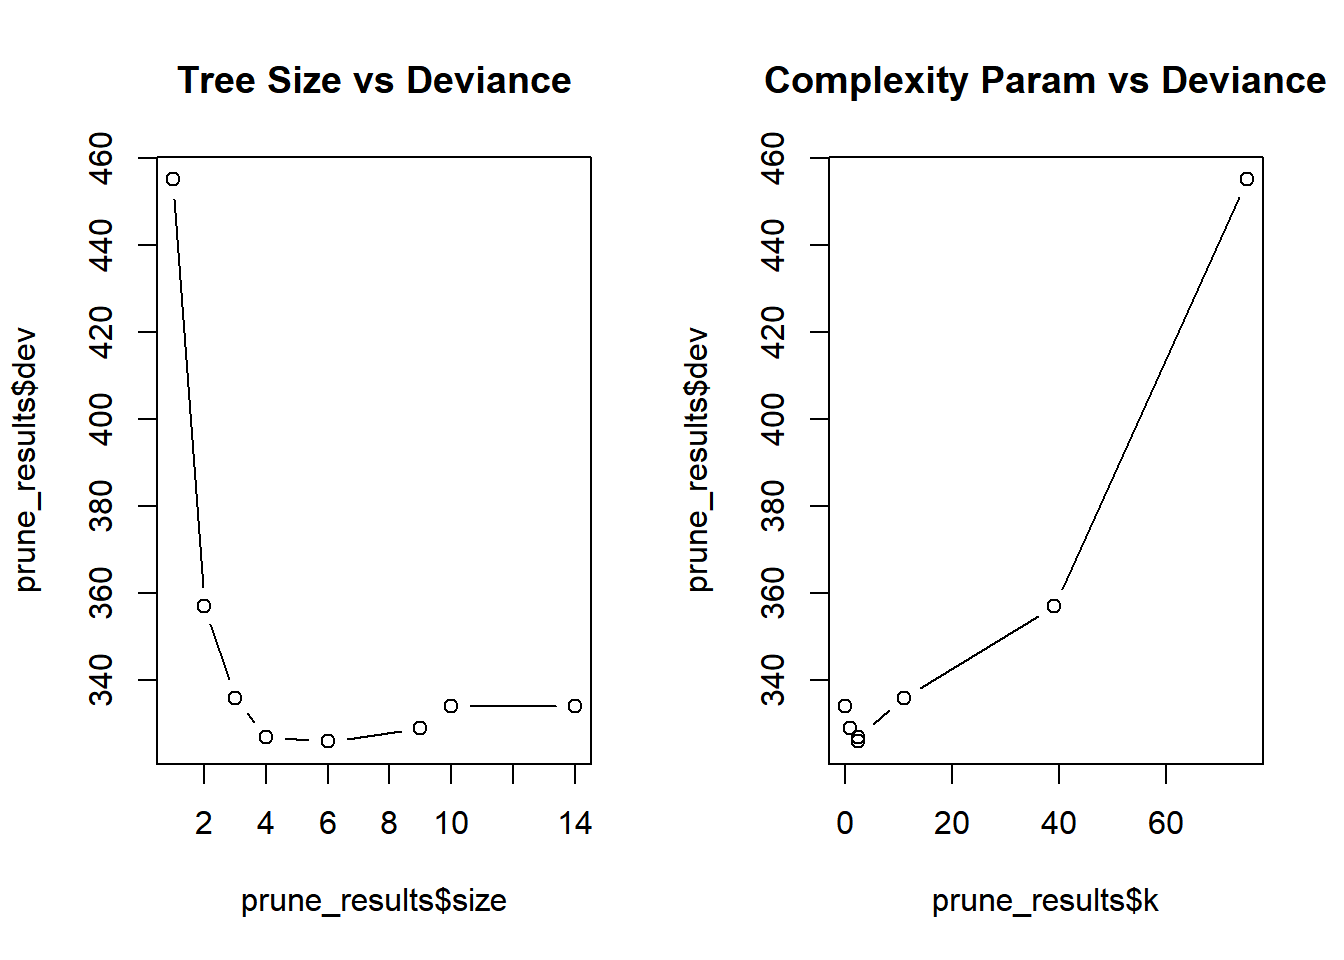 Tree Size vs Deviance
prune_results$dev
460
440
420
400
380
360
340
2 4 6 8 10 14
prune_results$size
Complexity Param vs Deviance
prune_results$dev
460
440
420
400
380
360
340
0 20 40 60
prune_results$k